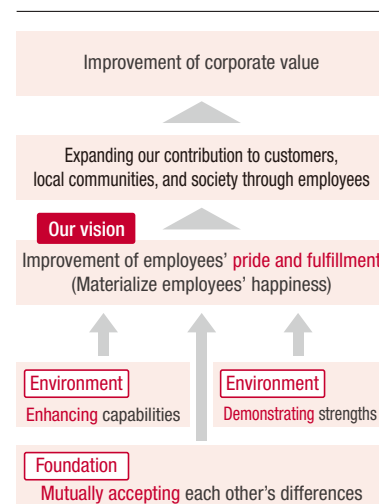 Improvement of corporate value
Expanding our contribution to customers,
local communities, and society through employees
Our vision
Improvement of employees’ pride and fulfillment
(Materialize employees’ happiness)
Environment
Enhancing capabilities
Environment
Demonstrating strengths
Foundation
Mutually accepting each other’s differences